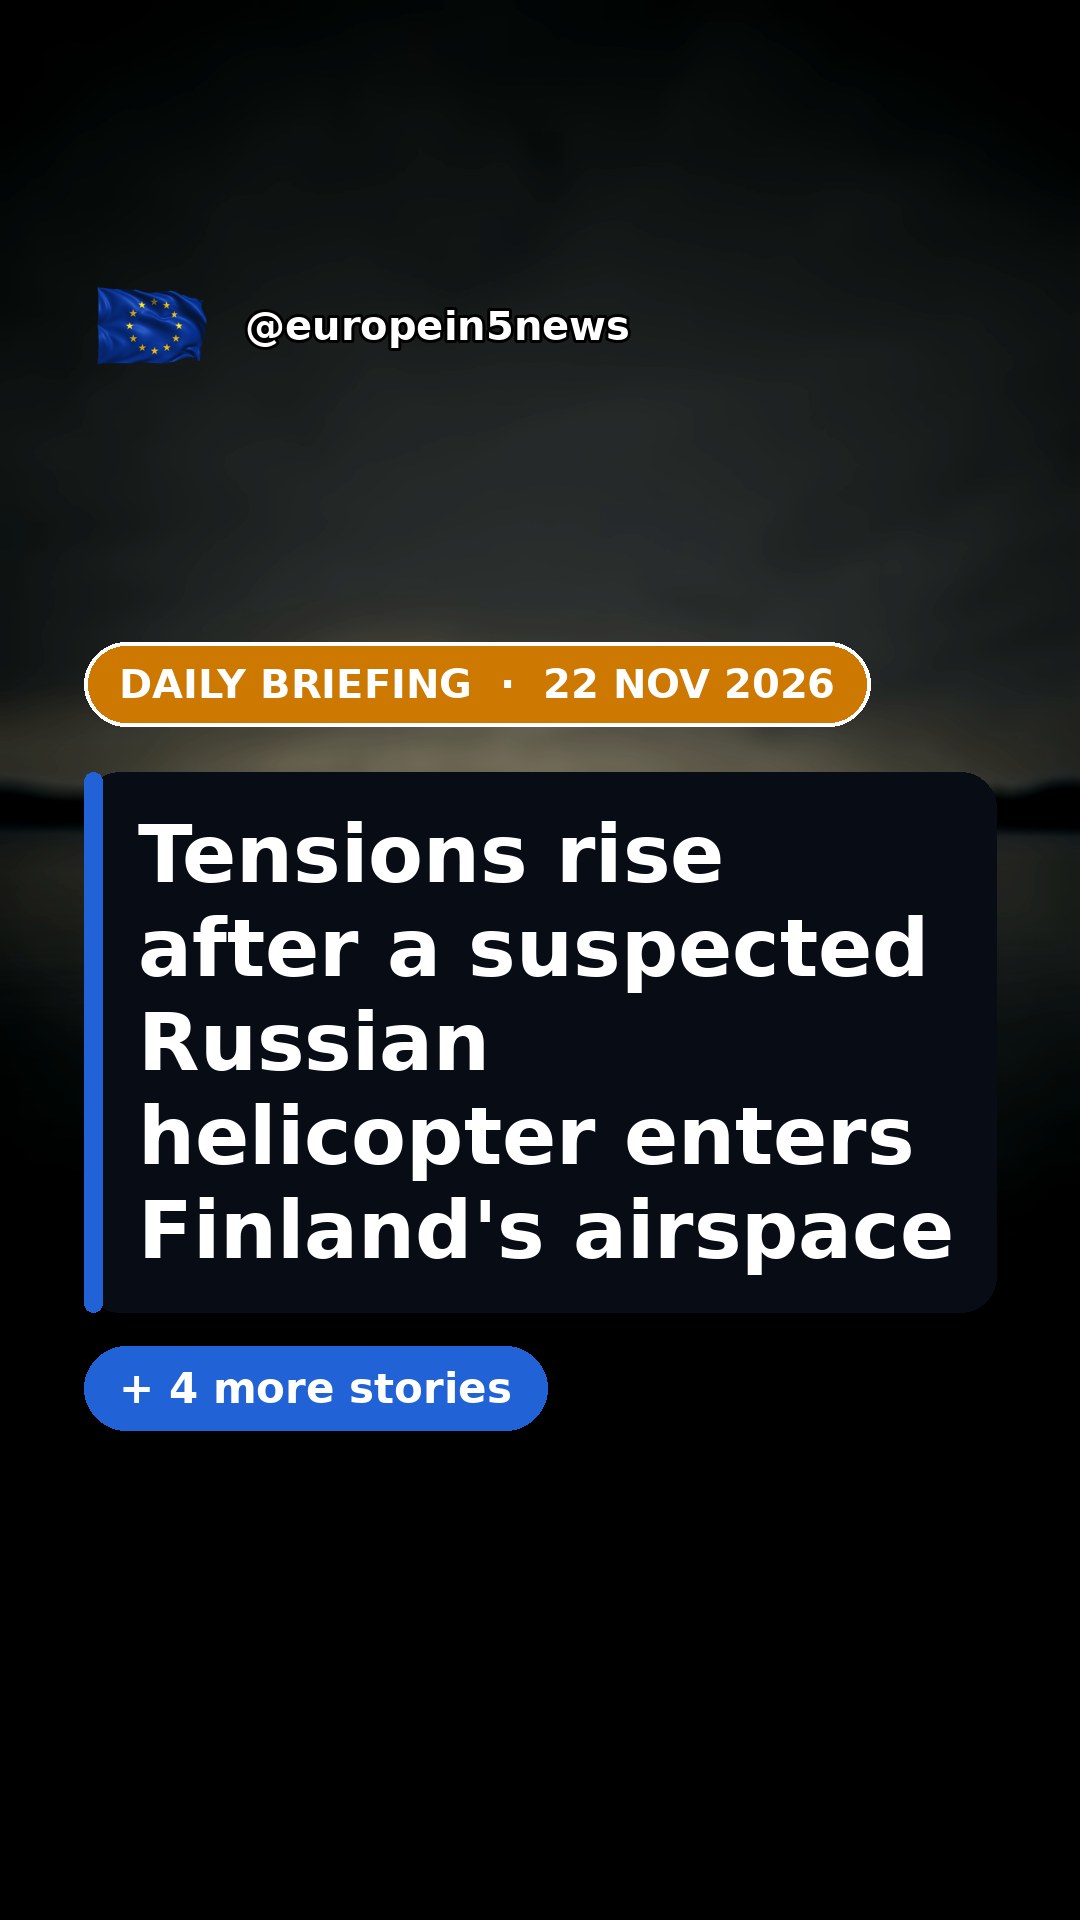 @europein5news
DAILY BRIEFING · 22 NOV 2026
Tensions rise
after a suspected
Russian
helicopter enters
Finland's airspace
+ 4 more stories